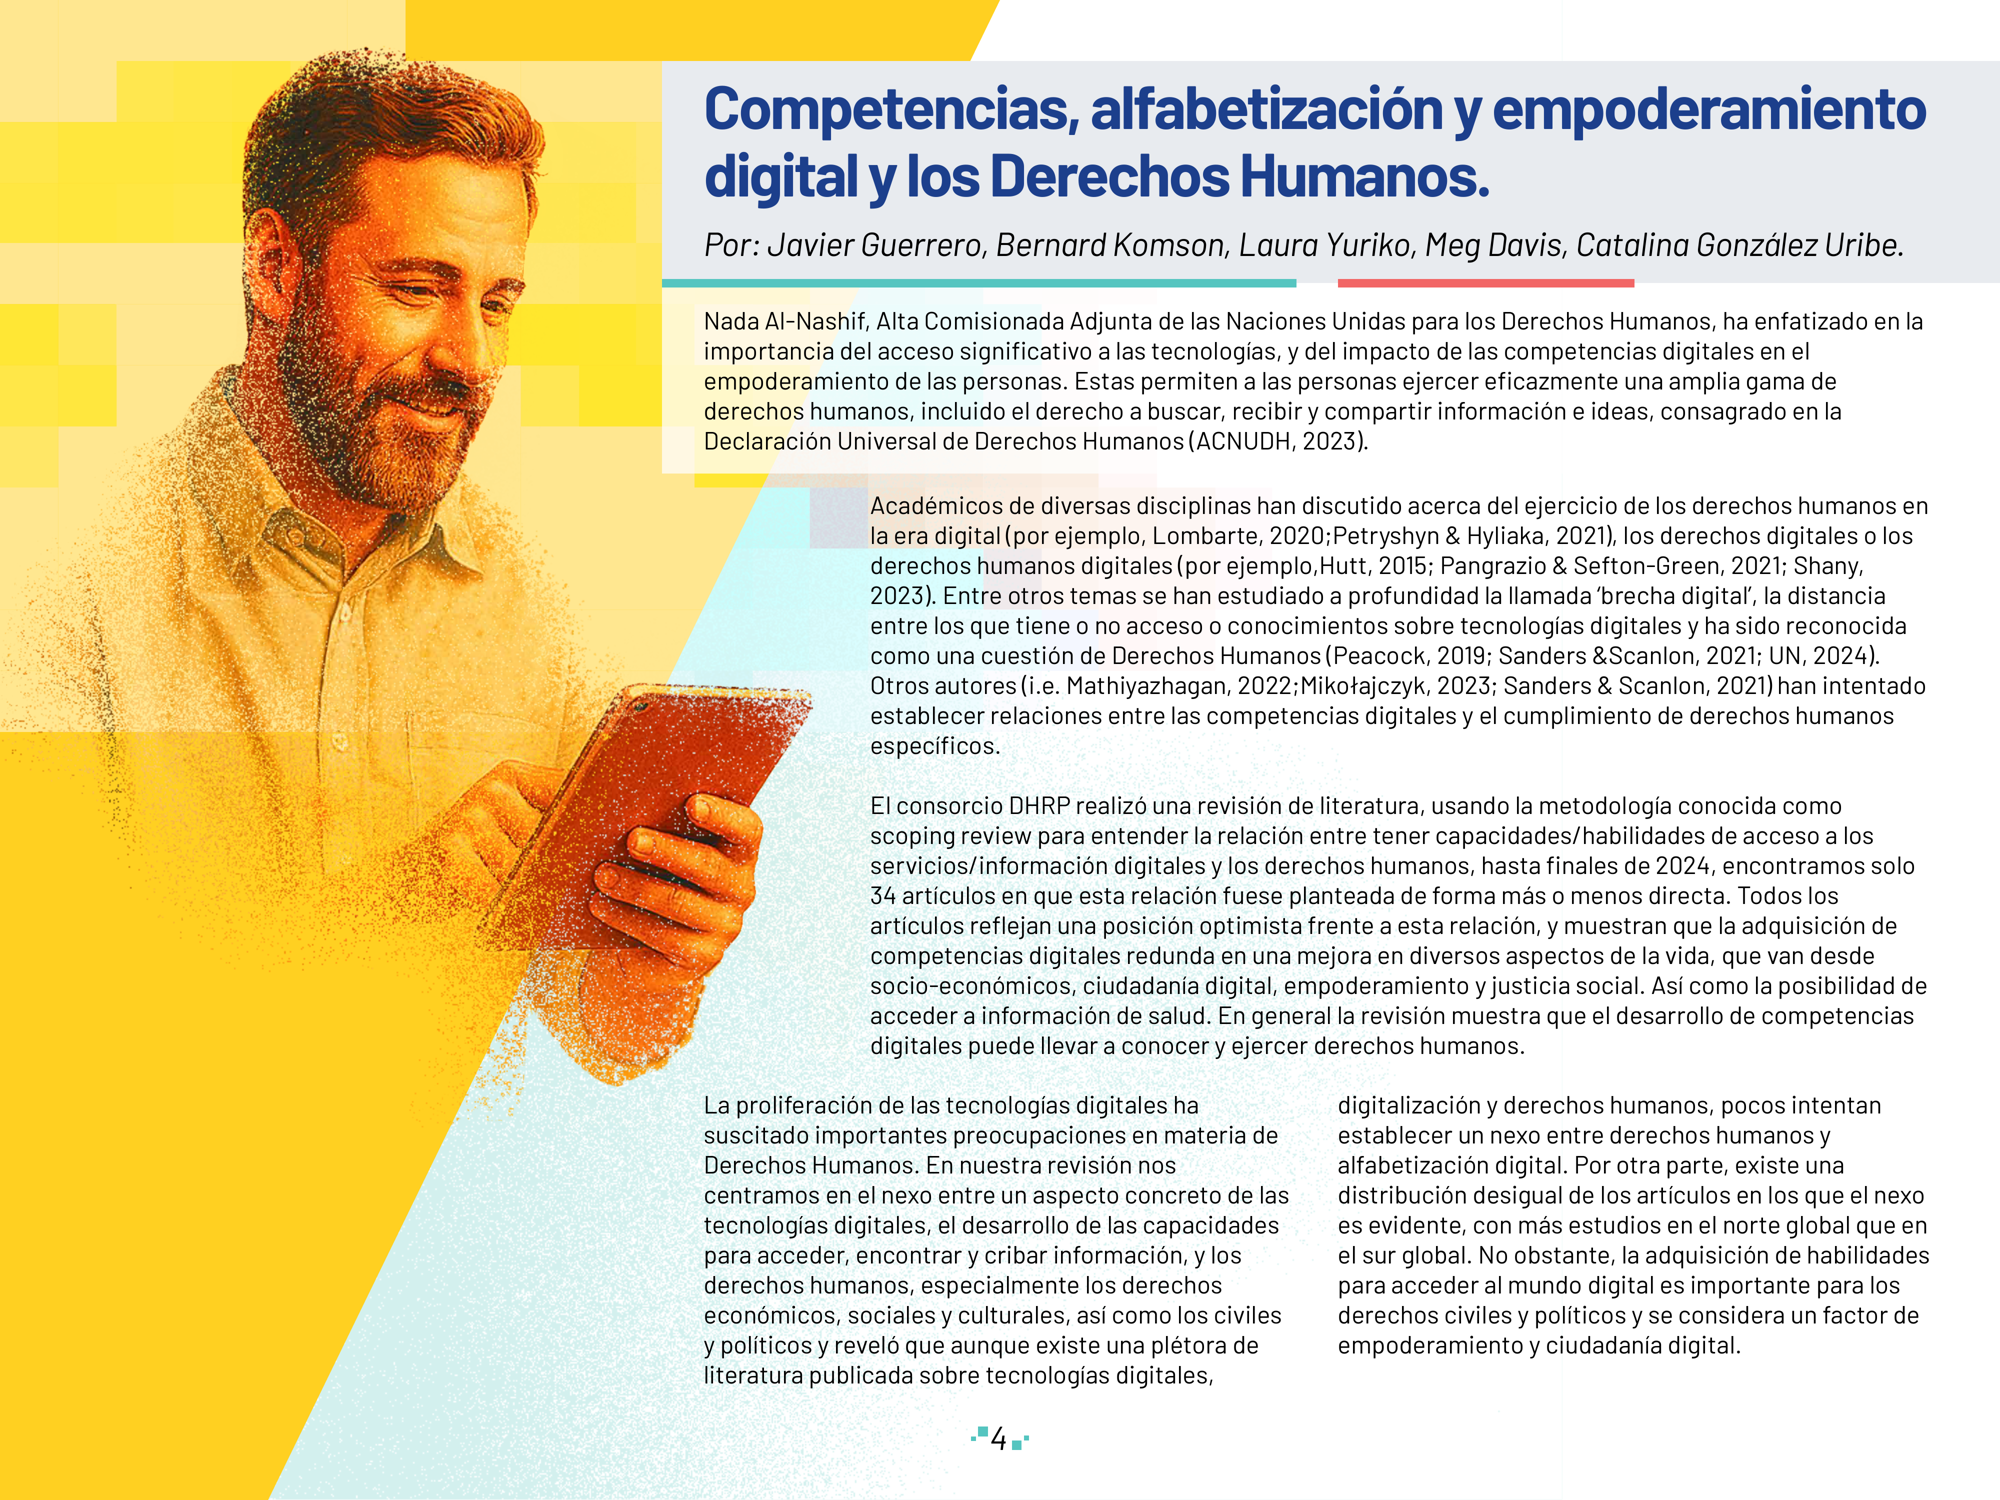 Competencias, alfabetización y empoderamiento
digital y los Derechos Humanos.
Por: Javier Guerrero, Bernard Komson, Laura Yuriko, Meg Davis, Catalina González Uribe.
Nada Al-Nashif, Alta Comisionada Adjunta de las Naciones Unidas para los Derechos Humanos, ha enfatizado en la
importancia del acceso significativo a las tecnologías, y del impacto de las competencias digitales en el
empoderamiento de las personas. Estas permiten a las personas ejercer eficazmente una amplia gama de
derechos humanos, incluido el derecho a buscar, recibir y compartir información e ideas, consagrado en la
Declaración Universal de Derechos Humanos (ACNUDH, 2023).
Académicos de diversas disciplinas han discutido acerca del ejercicio de los derechos humanos en
la era digital (por ejemplo, Lombarte, 2020;Petryshyn & Hyliaka, 2021), los derechos digitales o los
derechos humanos digitales (por ejemplo,Hutt, 2015; Pangrazio & Sefton-Green, 2021; Shany,
2023). Entre otros temas se han estudiado a profundidad la llamada ‘brecha digital’, la distancia
entre los que tiene o no acceso o conocimientos sobre tecnologías digitales y ha sido reconocida
como una cuestión de Derechos Humanos (Peacock, 2019; Sanders &Scanlon, 2021; UN, 2024).
Otros autores (i.e. Mathiyazhagan, 2022;Mikołajczyk, 2023; Sanders & Scanlon, 2021) han intentado
establecer relaciones entre las competencias digitales y el cumplimiento de derechos humanos
específicos.
El consorcio DHRP realizó una revisión de literatura, usando la metodología conocida como
scoping review para entender la relación entre tener capacidades/habilidades de acceso a los
servicios/información digitales y los derechos humanos, hasta finales de 2024, encontramos solo
34 artículos en que esta relación fuese planteada de forma más o menos directa. Todos los
artículos reflejan una posición optimista frente a esta relación, y muestran que la adquisición de
competencias digitales redunda en una mejora en diversos aspectos de la vida, que van desde
socio-económicos, ciudadanía digital, empoderamiento y justicia social. Así como la posibilidad de
acceder a información de salud. En general la revisión muestra que el desarrollo de competencias
digitales puede llevar a conocer y ejercer derechos humanos.
La proliferación de las tecnologías digitales ha
suscitado importantes preocupaciones en materia de
Derechos Humanos. En nuestra revisión nos
centramos en el nexo entre un aspecto concreto de las
tecnologías digitales, el desarrollo de las capacidades
para acceder, encontrar y cribar información, y los
derechos humanos, especialmente los derechos
económicos, sociales y culturales, así como los civiles
y políticos y reveló que aunque existe una plétora de
literatura publicada sobre tecnologías digitales,
digitalización y derechos humanos, pocos intentan
establecer un nexo entre derechos humanos y
alfabetización digital. Por otra parte, existe una
distribución desigual de los artículos en los que el nexo
es evidente, con más estudios en el norte global que en
el sur global. No obstante, la adquisición de habilidades
para acceder al mundo digital es importante para los
derechos civiles y políticos y se considera un factor de
empoderamiento y ciudadanía digital.
4